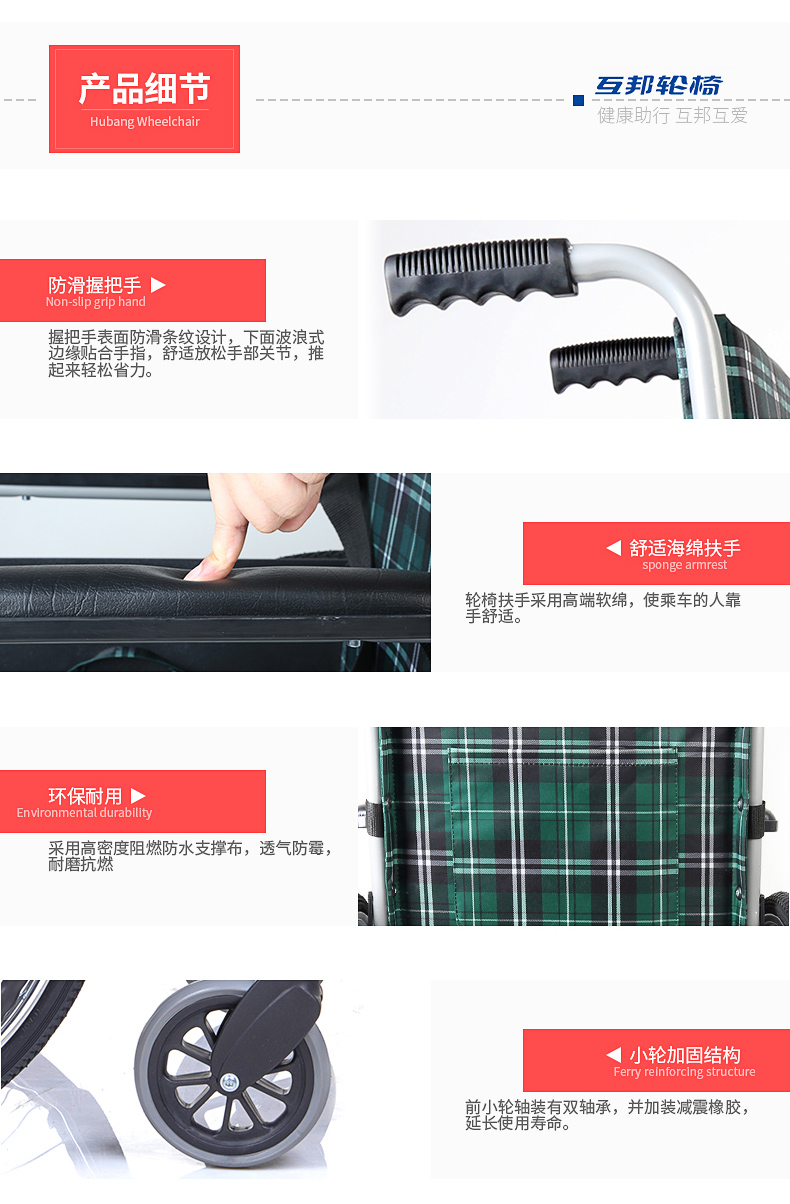 产品细节
Hubang Wheelchair
互邦轮椅
健康助行 互邦互爱
防滑握把手
Non-slip grip hand
握把手表面防滑条纹设计，下面波浪式
边缘贴合手指，舒适放松手部关节，推
起来轻松省力。
舒适海绵扶手
sponge armrest
轮椅扶手采用高端软绵，使乘车的人靠
手舒适。
环保耐用
Environmental durability
采用高密度阻燃防水支撑布，透气防霉，
耐磨抗燃
小轮加固结构
Ferry reinforcing structure
前小轮轴装有双轴承，并加装减震橡胶，
延长使用寿命。